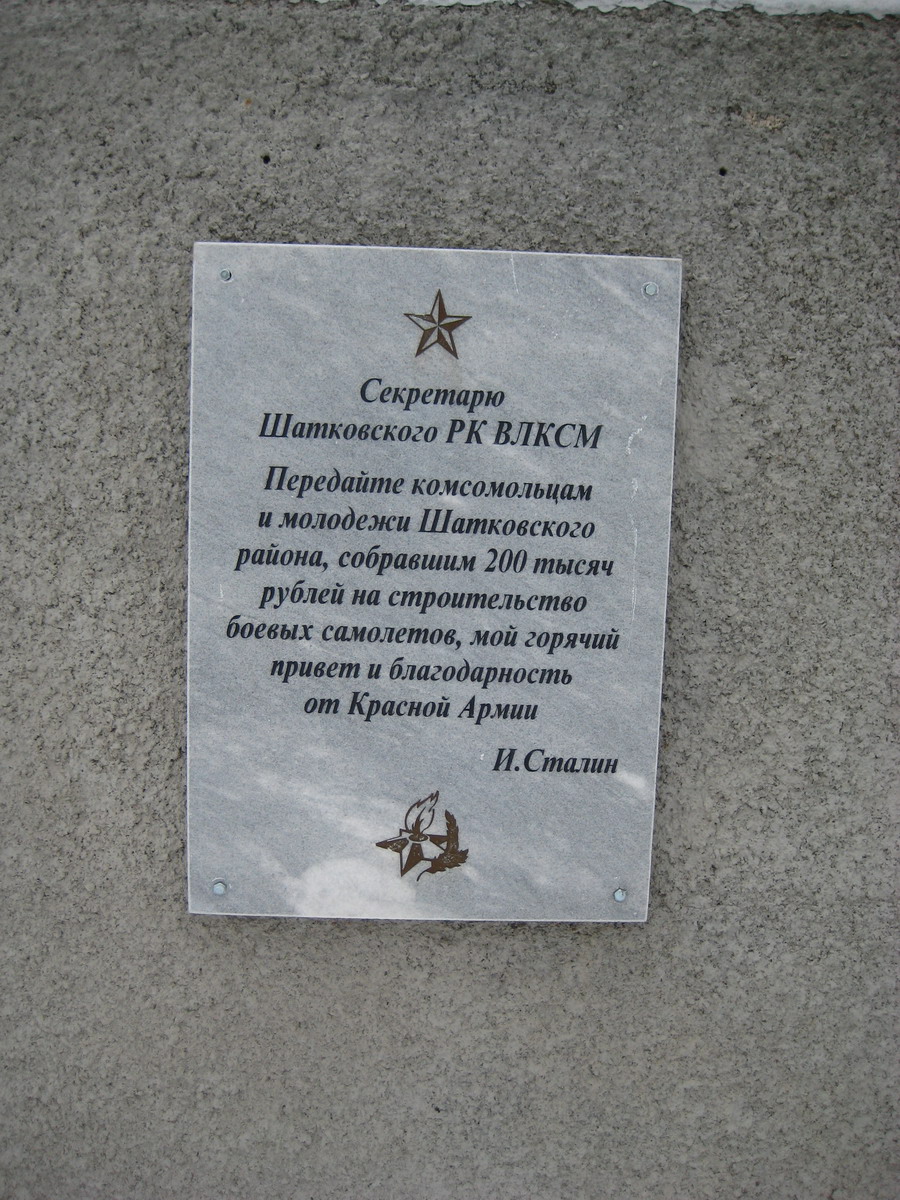 Секретарю
Шатковского РК ВЛКСМ
Передайте комсомольцам
и молодежи Шатковского
района, собравшим 200 тысяч
рублей на строительство
боевых самолетов, мой горячий
привет и благодарность
от Красной Армии
И.Сталин